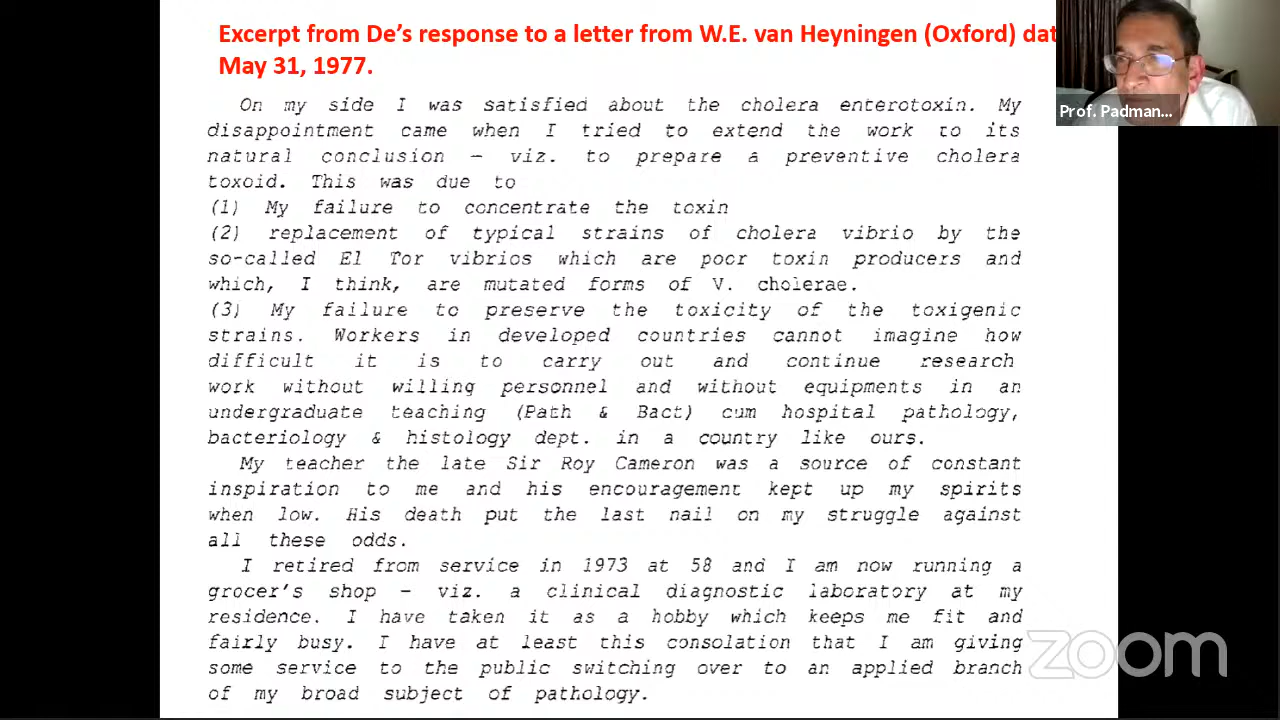 Excerpt from De's response to a letter from W.E. van Heyningen (Oxford) dat
May 31, 1977.
On my side I was satisfied about the cholera enterotoxin. My
disappointment came when I tried to extend the work to its
natural conclusion – viz. to prepare a preventive cholera
toxoid. This was due to
(1) My failure to concentrate the toxin
(2) replacement of typical strains of cholera vibrio by the
so-called El Tor vibrios which are poor toxin producers and
which, I think, are mutated forms of V. cholerae.
(3) My failure to preserve the toxicity of the toxigenic
strains. Workers in developed countries cannot imagine how
difficult it is to carry out and continue research
work without willing personnel and without equipments in an
undergraduate teaching (Path & Bact) cum hospital pathology,
bacteriology & histology dept. in a country like ours.
My teacher the late Sir Roy Cameron was a source of constant
inspiration to me and his encouragement kept up my spirits
when low. His death put the last nail on my struggle against
all these odds.
I retired from service in 1973 at 58 and I am now running a
grocer's shop – viz. a clinical diagnostic laboratory at my
residence. I have taken it as a hobby which keeps me fit and
fairly busy. I have at least this consolation that I am giving
some service to the public switching over to an applied branch
of my broad subject of pathology.
Prof. Padman...
zoom